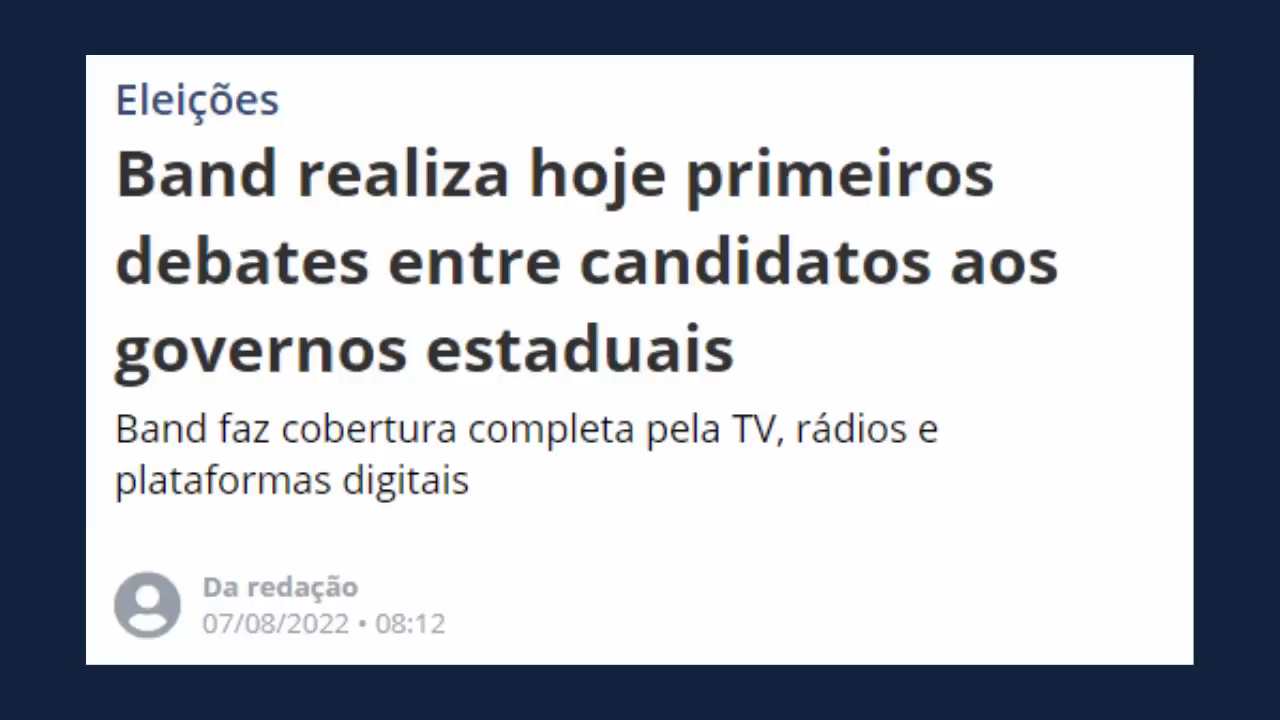 Eleições
Band realiza hoje primeiros
debates entre candidatos aos
governos estaduais
Band faz cobertura completa pela TV, rádios e
plataformas digitais
Da redação
07/08/2022 • 08:12